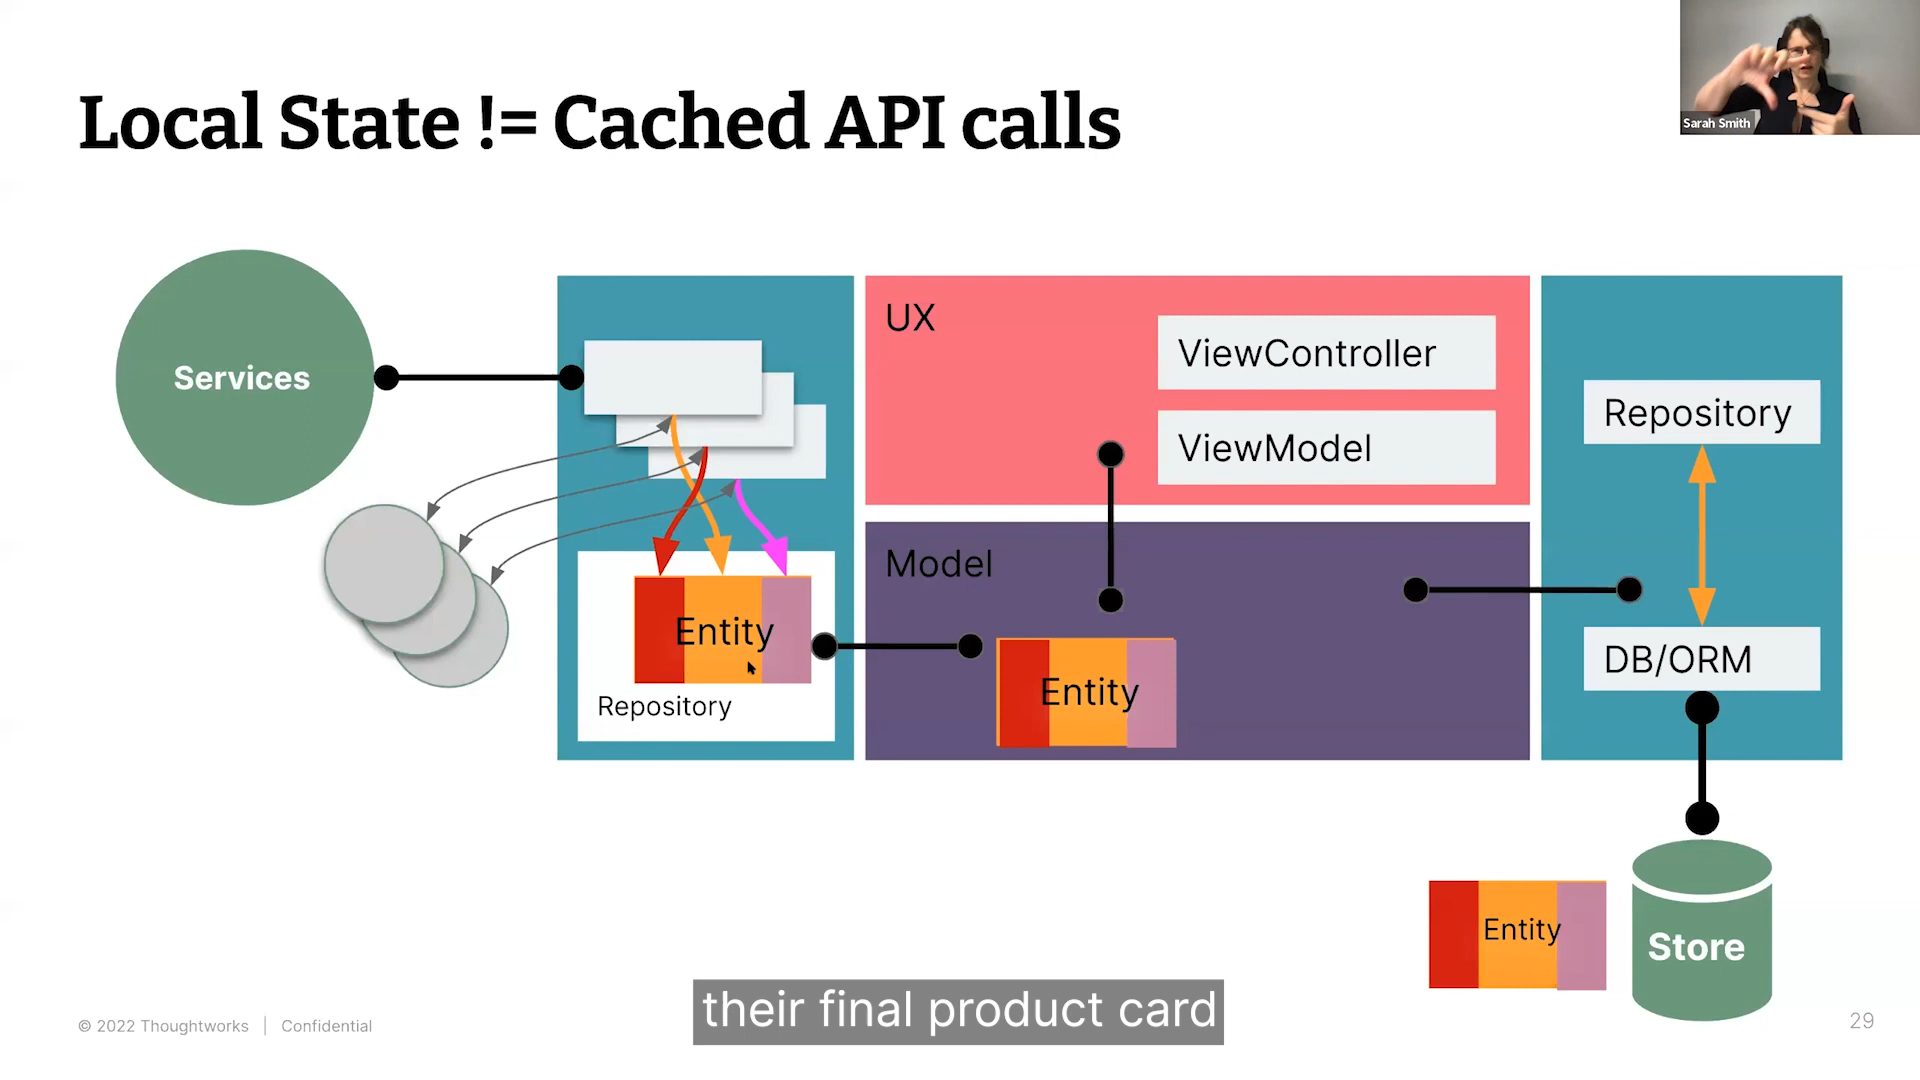 Local State != Cached API calls
Sarah Smith
Services
UX
ViewController
ViewModel
Repository
Model
Entity
Repository
Entity
DB/ORM
Entity
Store
their final product card
© 2022 Thoughtworks | Confidential
29